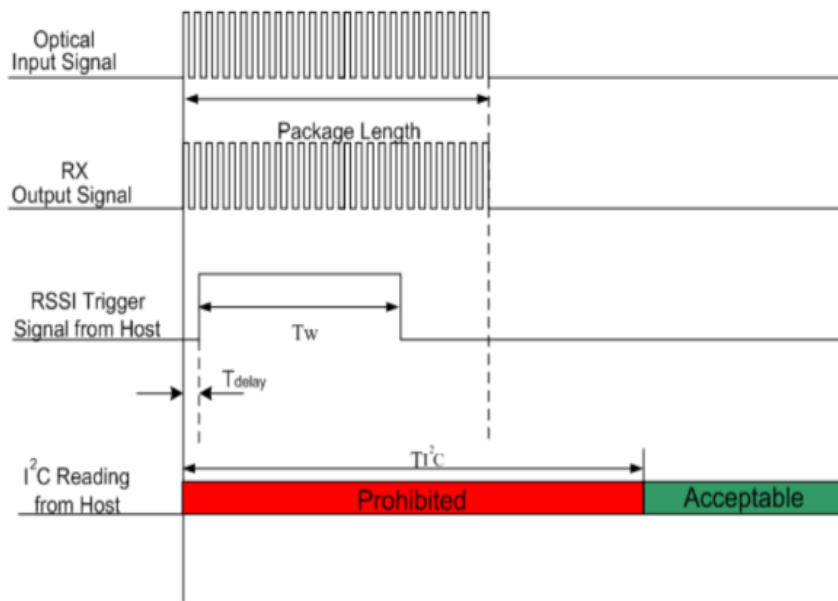 Optical
Input Signal
Package Length
RX
Output Signal
RSSI Trigger
Signal from Host
Tw
Tdelay
TI²C
I²C Reading
from Host
Prohibited
Acceptable